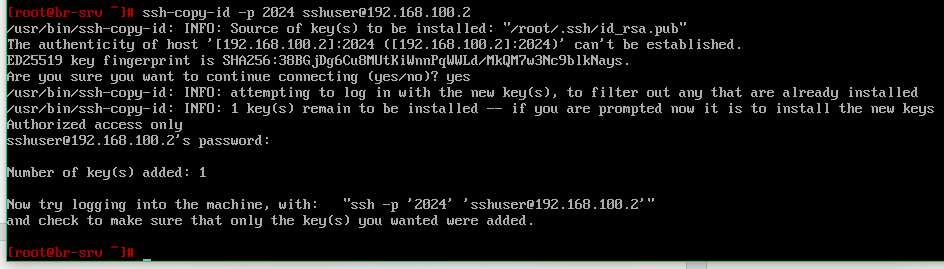 [root@br-srv ~]# ssh-copy-id -p 2024 sshuser@192.168.100.2
/usr/bin/ssh-copy-id: INFO: Source of key(s) to be installed: "/root/.ssh/id_rsa.pub"
The authenticity of host '[192.168.100.2]:2024 ([192.168.100.2]:2024)' can't be established.
ED25519 key fingerprint is SHA256:38BGjDg6Cu8MUtKiWnmPqWWLd/MkQM7w3Nc9blkNays.
Are you sure you want to continue connecting (yes/no)? yes
/usr/bin/ssh-copy-id: INFO: attempting to log in with the new key(s), to filter out any that are already installed
/usr/bin/ssh-copy-id: INFO: 1 key(s) remain to be installed -- if you are prompted now it is to install the new keys
Authorized access only
sshuser@192.168.100.2's password:
Number of key(s) added: 1
Now try logging into the machine, with:   "ssh -p '2024' 'sshuser@192.168.100.2'"
and check to make sure that only the key(s) you wanted were added.
[root@br-srv ~]#